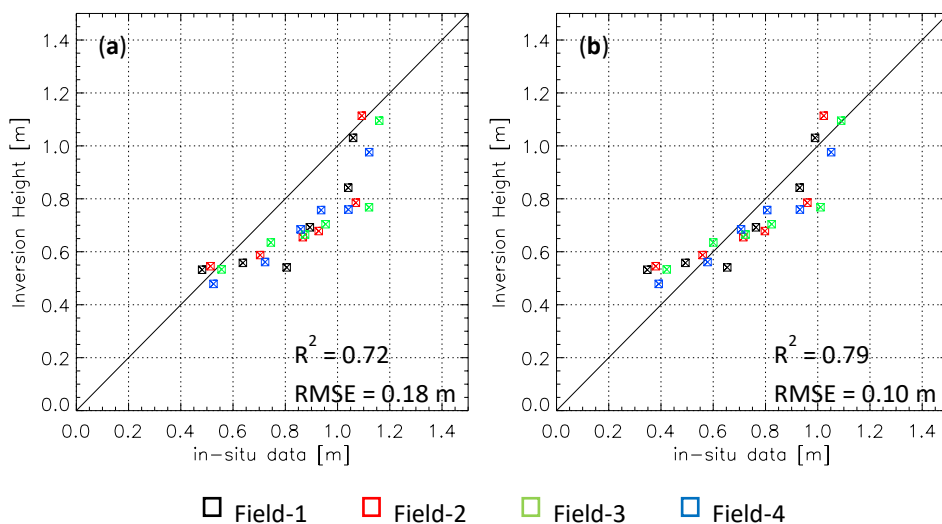 (a)
1.4
1.2
1.0
0.8
0.6
0.4
0.2
0.0
Inversion Height [m]
R² = 0.72
RMSE = 0.18 m
0.0 0.2 0.4 0.6 0.8 1.0 1.2 1.4
in-situ data [m]
(b)
1.4
1.2
1.0
0.8
0.6
0.4
0.2
0.0
Inversion Height [m]
R² = 0.79
RMSE = 0.10 m
0.0 0.2 0.4 0.6 0.8 1.0 1.2 1.4
in-situ data [m]
Field-1 Field-2 Field-3 Field-4